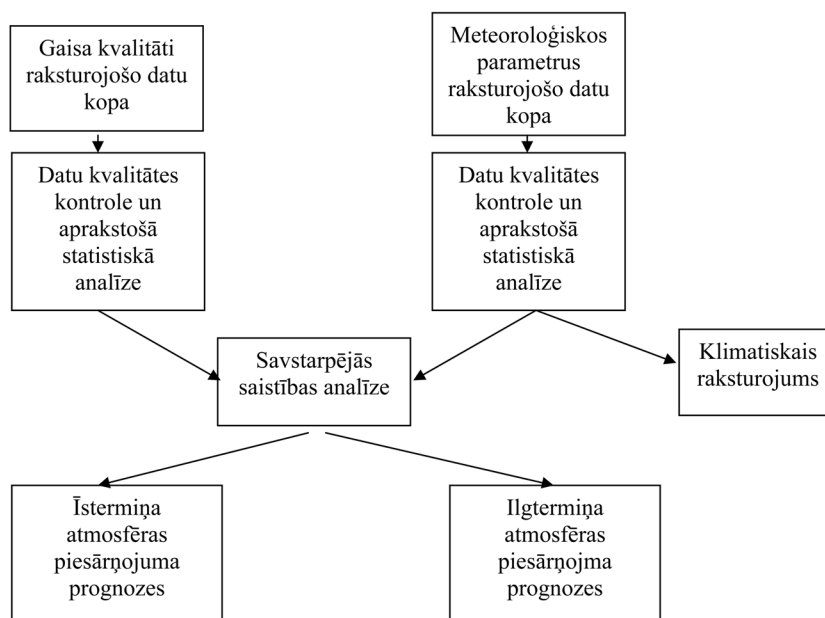 Gaisa kvalitāti
raksturojošo datu
kopa
Meteoroloģiskos
parametrus
raksturojošo datu
kopa
Datu kvalitātes
kontrole un
aprakstošā
statistiskā
analīze
Datu kvalitātes
kontrole un
aprakstošā
statistiskā
analīze
Savstarpējās
saistības analīze
Klimatiskais
raksturojums
Īstermiņa
atmosfēras
piesārņojuma
prognozes
Ilgtermiņa
atmosfēras
piesārņojma
prognozes